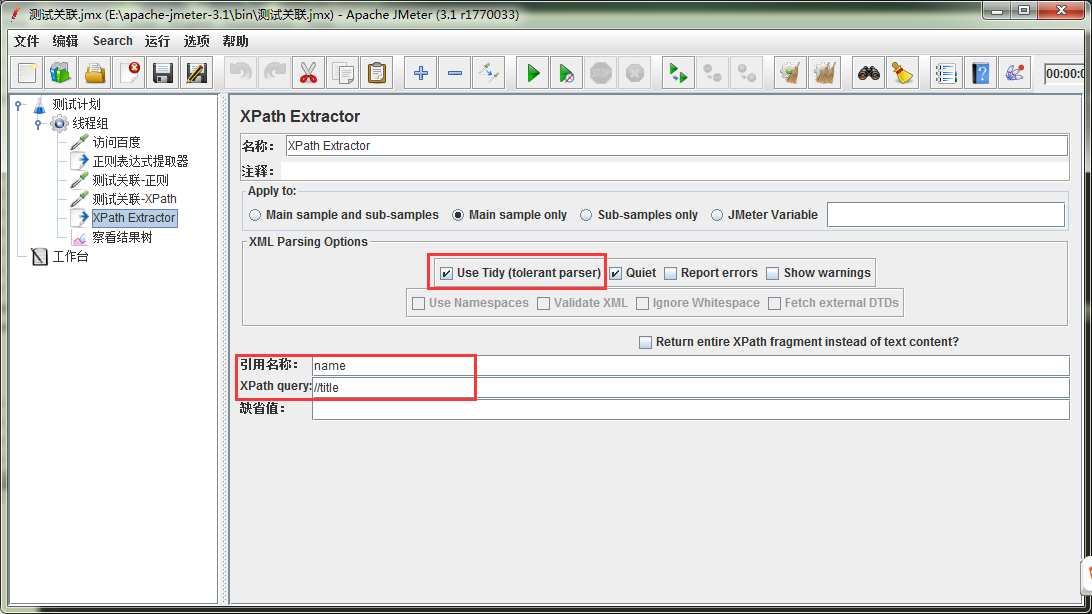 测试关联.jmx (E:\apache-jmeter-3.1\bin\测试关联.jmx) - Apache JMeter (3.1 r1770033)
文件 编辑 Search 运行 选项 帮助
STOP
00:00:0
测试计划
线程组
访问百度
正则表达式提取器
测试关联-正则
测试关联-XPath
XPath Extractor
察看结果树
工作台
XPath Extractor
名称： XPath Extractor
注释：
Apply to:
Main sample and sub-samples Main sample only Sub-samples only JMeter Variable
XML Parsing Options
Use Tidy (tolerant parser) Quiet Report errors Show warnings
Use Namespaces Validate XML Ignore Whitespace Fetch external DTDs
Return entire XPath fragment instead of text content?
引用名称： name
XPath query: //title
缺省值：